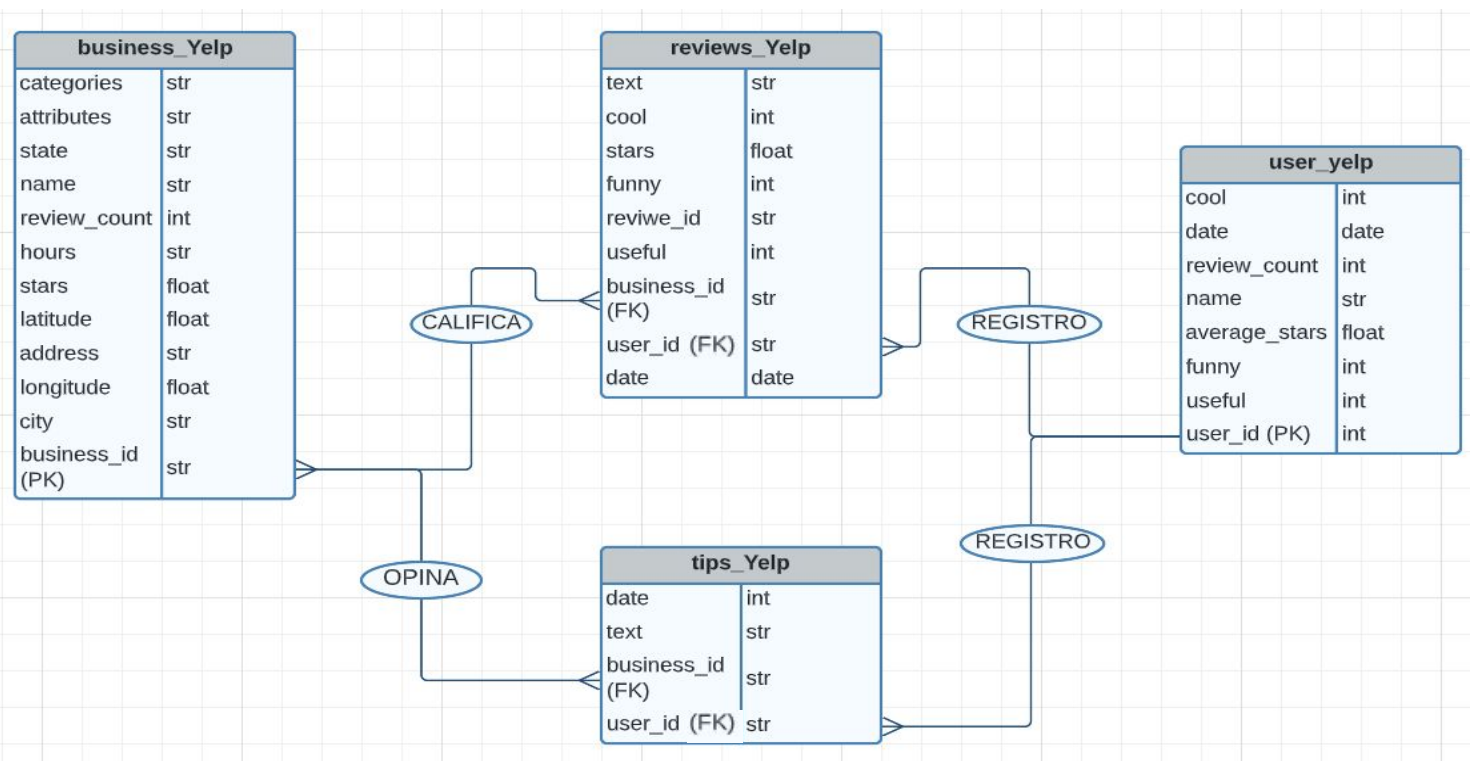 business_Yelp
categories str
attributes str
state str
name str
review_count int
hours str
stars float
latitude float
address str
longitude float
city str
business_id
(PK) str
CALIFICA
OPINA
reviews_Yelp
text str
cool int
stars float
funny int
reviwe_id str
useful int
business_id
(FK) str
user_id (FK) str
date date
tips_Yelp
date int
text str
business_id
(FK) str
user_id (FK) str
REGISTRO
REGISTRO
user_yelp
cool int
date date
review_count int
name str
average_stars float
funny int
useful int
user_id (PK) int